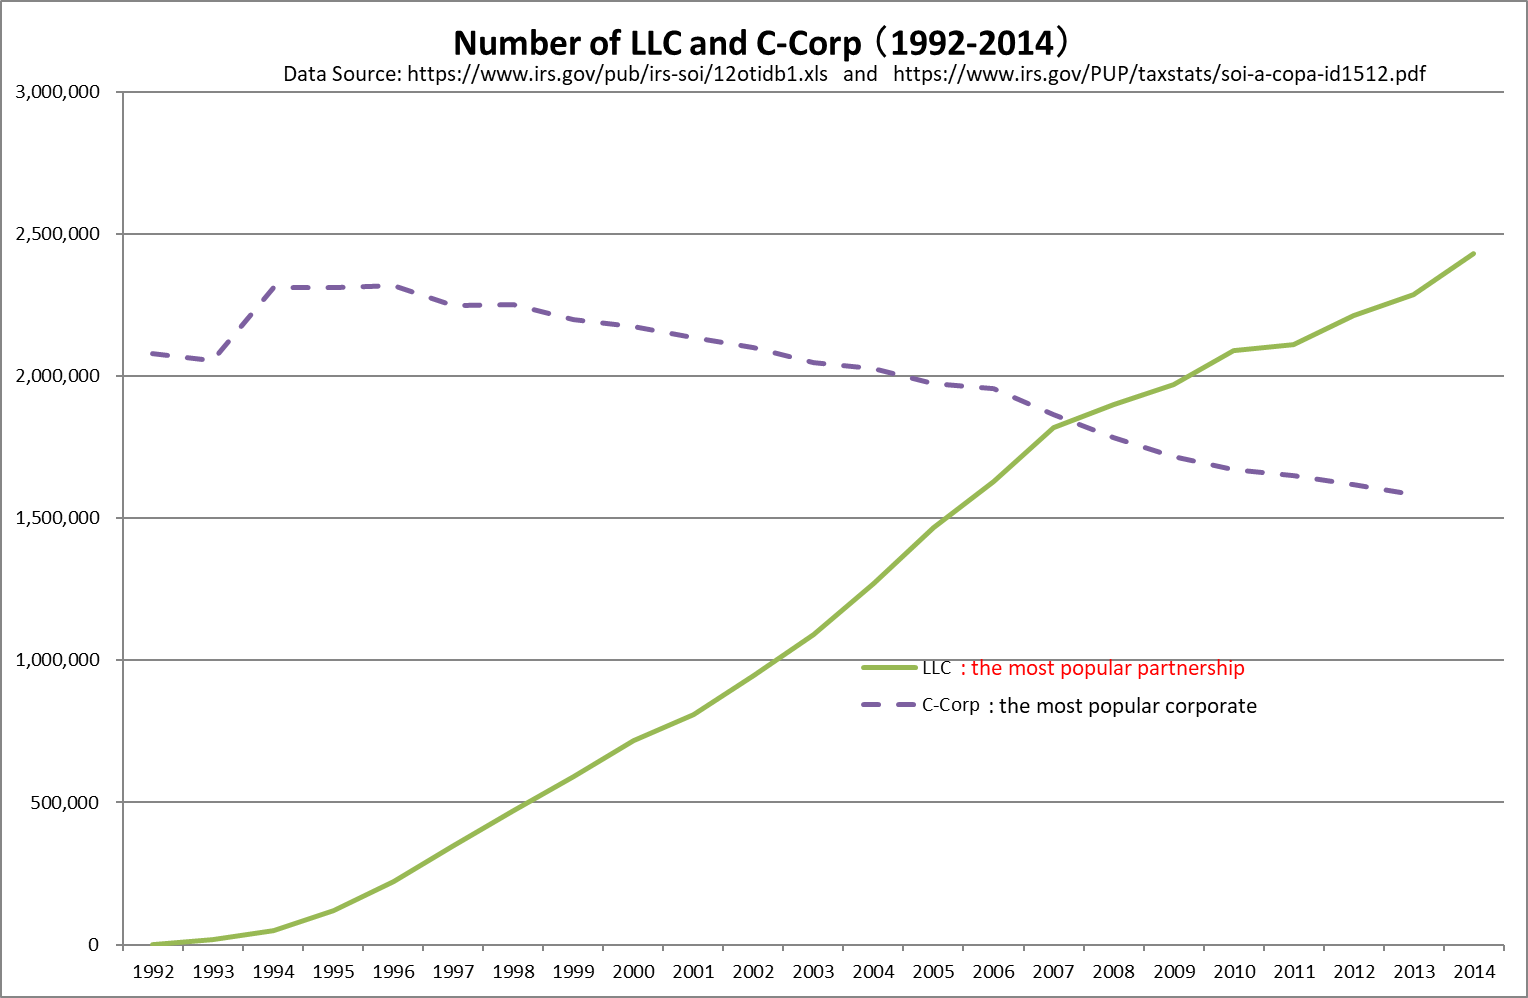 Number of LLC and C-Corp（1992-2014）
Data Source: https://www.irs.gov/pub/irs-soi/12otidb1.xls and https://www.irs.gov/PUP/taxstats/soi-a-copa-id1512.pdf
3,000,000
2,500,000
2,000,000
1,500,000
1,000,000
500,000
0
LLC : the most popular partnership
C-Corp : the most popular corporate
1992 1993 1994 1995 1996 1997 1998 1999 2000 2001 2002 2003 2004 2005 2006 2007 2008 2009 2010 2011 2012 2013 2014